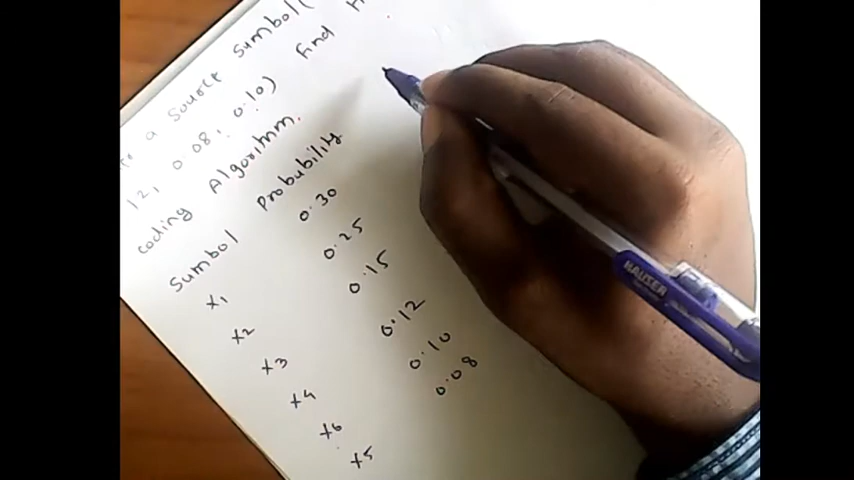 a Source Symbol(
12, 0.08, 0.10) find
coding Algorithm.
Symbol Probability
X1 0.30
X2 0.25
X3 0.15
X4 0.12
X6 0.10
X5 0.08
HAUSER